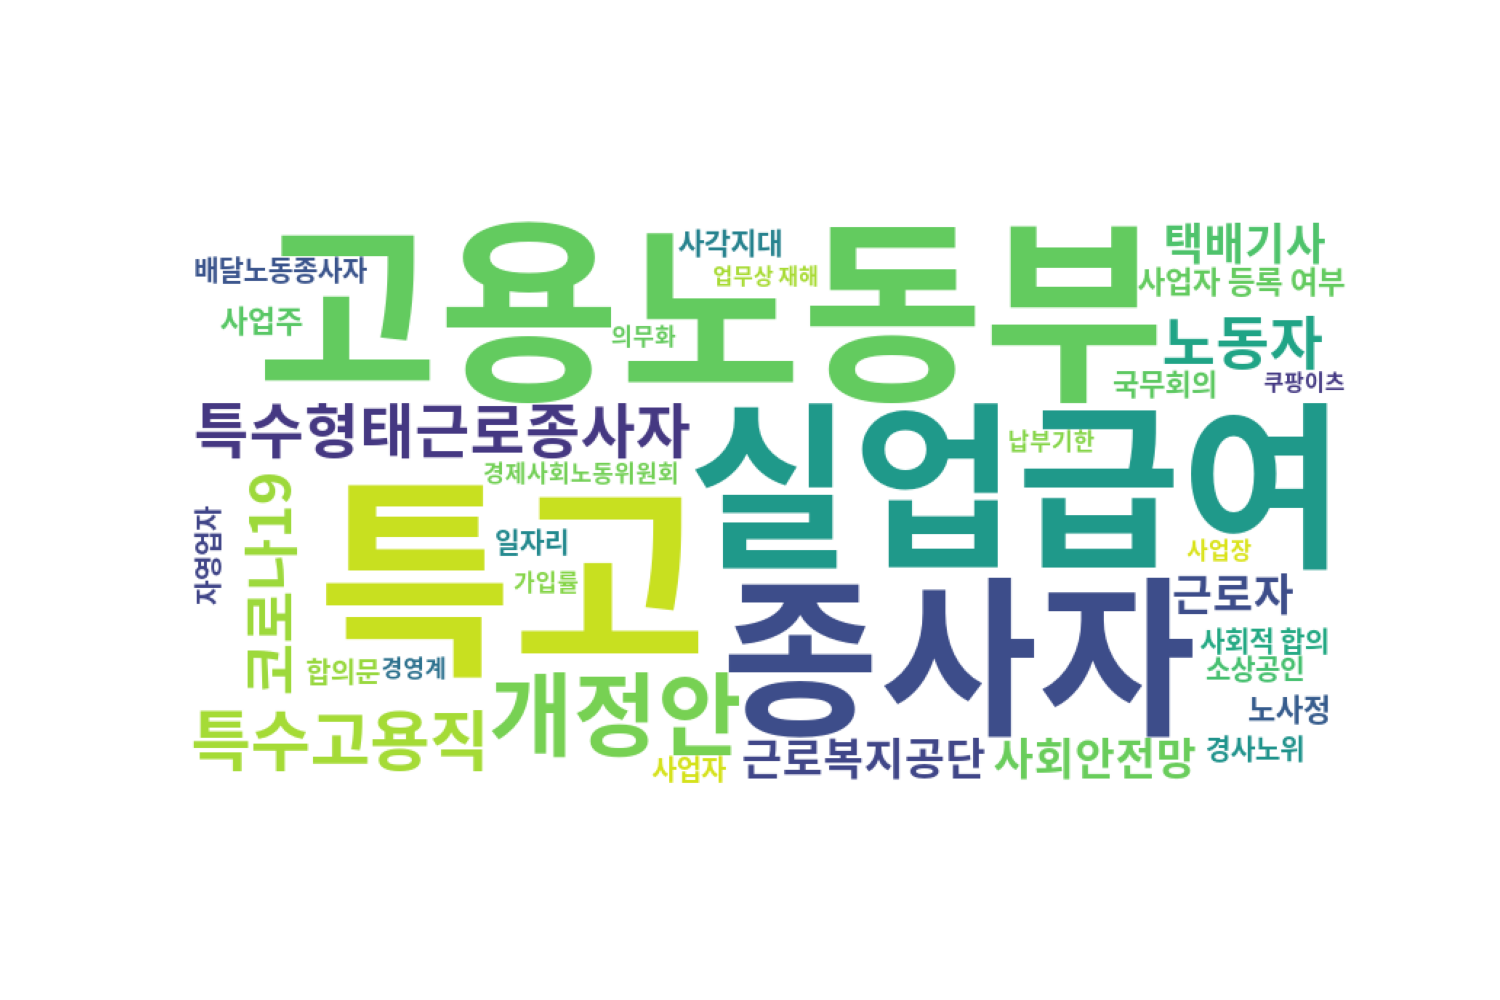 고용노동부
사각지대
택배기사
배달노동종사자
업무상 재해
사업자 등록 여부
사업주
의무화
노동자
국무회의
쿠팡이츠
특수형태근로종사자
실업급여
납부기한
경제사회노동위원회
코로나19
특고
자영업자
일자리
사업장
가입률
종사자
근로자
사회적 합의
합의문
경영계
소상공인
개정안
노사정
특수고용직
근로복지공단
사회안전망
경사노위
사업자